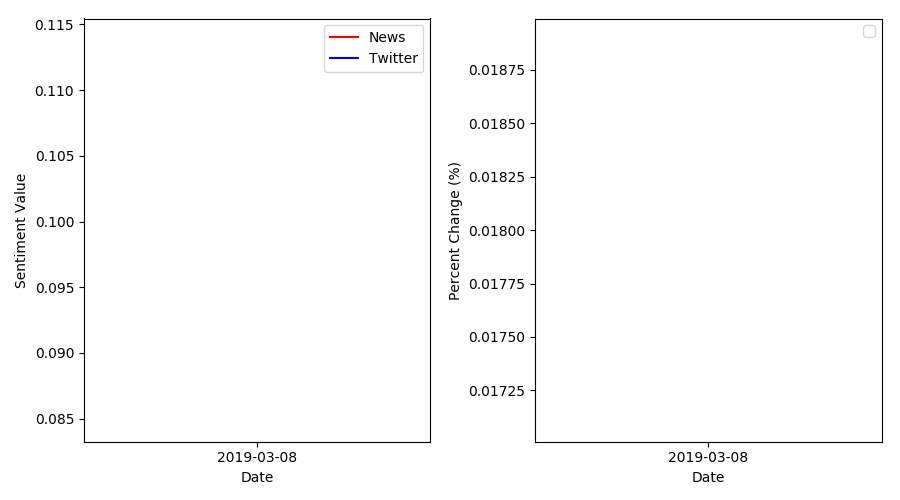 0.115
0.110
0.105
0.100
0.095
0.090
0.085
Sentiment Value
News
Twitter
2019-03-08
Date
0.01875
0.01850
0.01825
0.01800
0.01775
0.01750
0.01725
Percent Change (%)
2019-03-08
Date